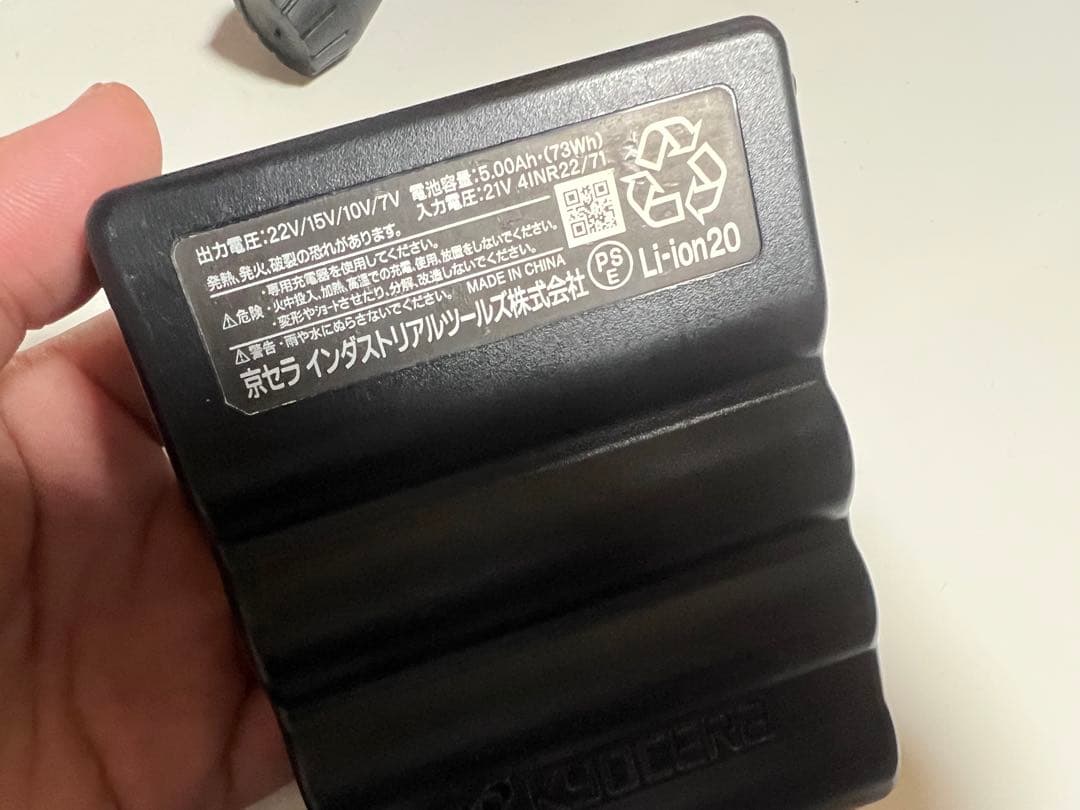 出力電圧:22V/15V/10V/7V 電池容量:5.00Ah・(73Wh)
入力電圧:21V 4INR22/71
発熱、発火、破裂の恐れがあります。
⚠危険・専用充電器を使用してください。
・火中投入、加熱、高温での充電、使用、放置をしないでください。
・変形やショートさせたり、分解、改造しないでください。
⚠警告・雨や水にぬらさないでください。 MADE IN CHINA
京セラ インダストリアルツールズ株式会社
PSE
Li-ion20
KYOCERA